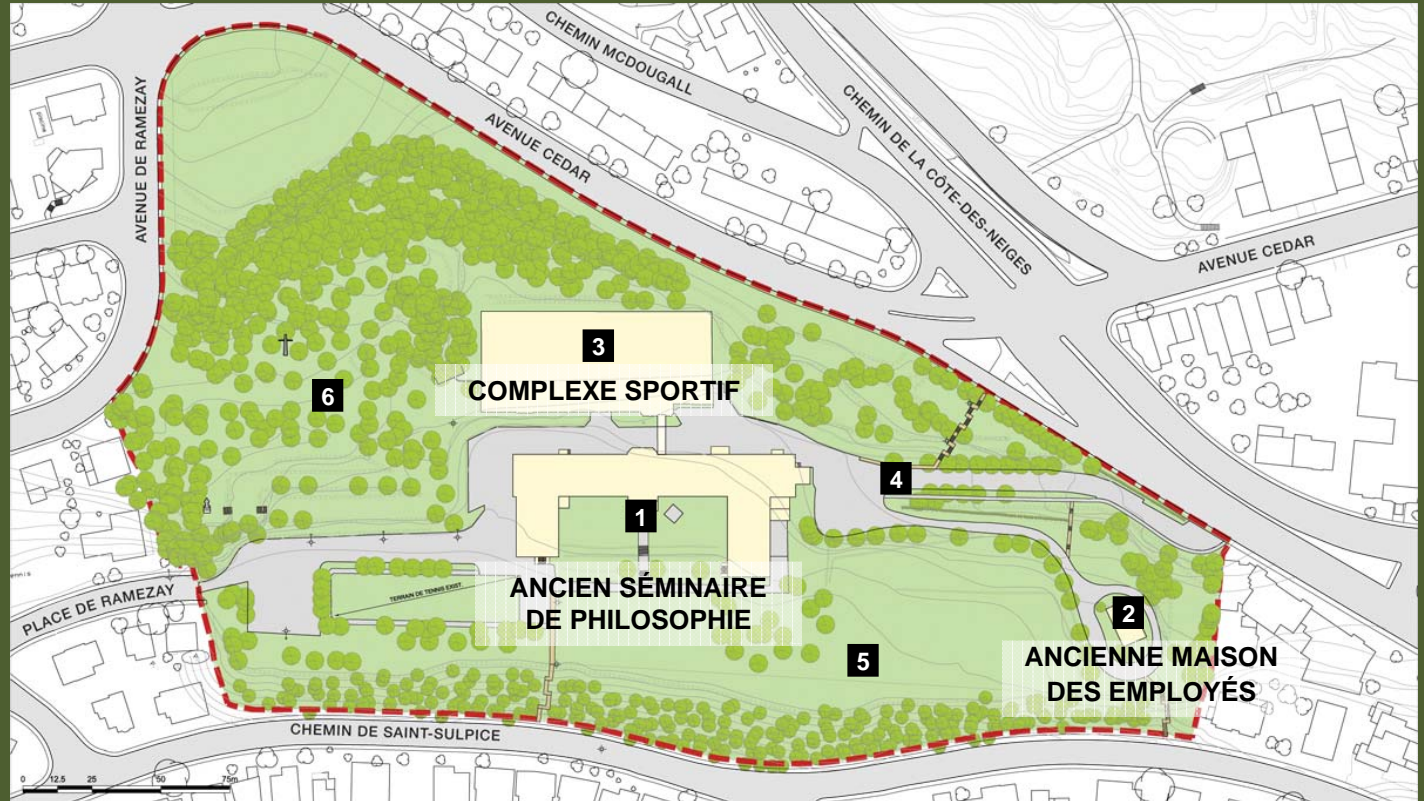 CHEMIN MCDOUGALL
AVENUE DE RAMEZAY
AVENUE CEDAR
CHEMIN DE LA CÔTE-DES-NEIGES
AVENUE CEDAR
3
COMPLEXE SPORTIF
6
4
1
ANCIEN SÉMINAIRE
DE PHILOSOPHIE
TERRAIN DE TENNIS EXIST.
PLACE DE RAMEZAY
2
ANCIENNE MAISON
DES EMPLOYÉS
5
CHEMIN DE SAINT-SULPICE
0 12.5 25 50 75m